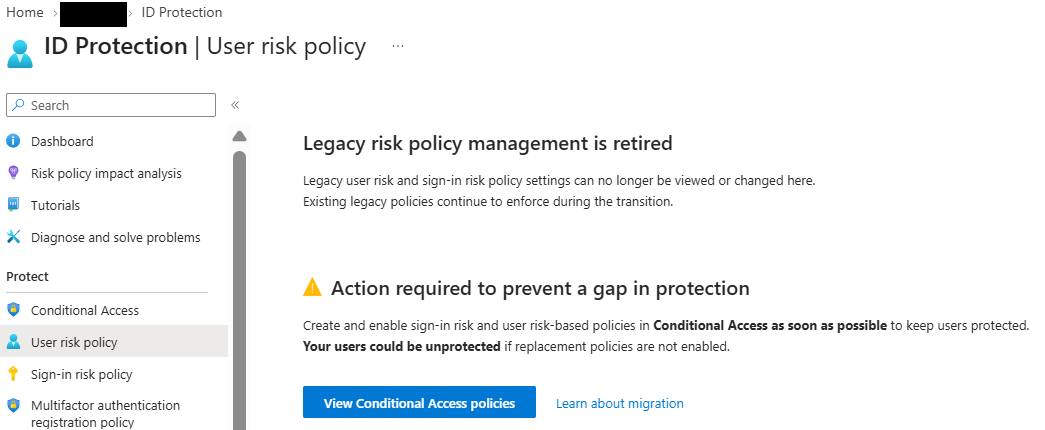 Home > > ID Protection
ID Protection | User risk policy ...
Search «
Dashboard
Risk policy impact analysis
Tutorials
Diagnose and solve problems
Protect
Conditional Access
User risk policy
Sign-in risk policy
Multifactor authentication
registration policy
Legacy risk policy management is retired
Legacy user risk and sign-in risk policy settings can no longer be viewed or changed here.
Existing legacy policies continue to enforce during the transition.
Action required to prevent a gap in protection
Create and enable sign-in risk and user risk-based policies in Conditional Access as soon as possible to keep users protected.
Your users could be unprotected if replacement policies are not enabled.
View Conditional Access policies
Learn about migration